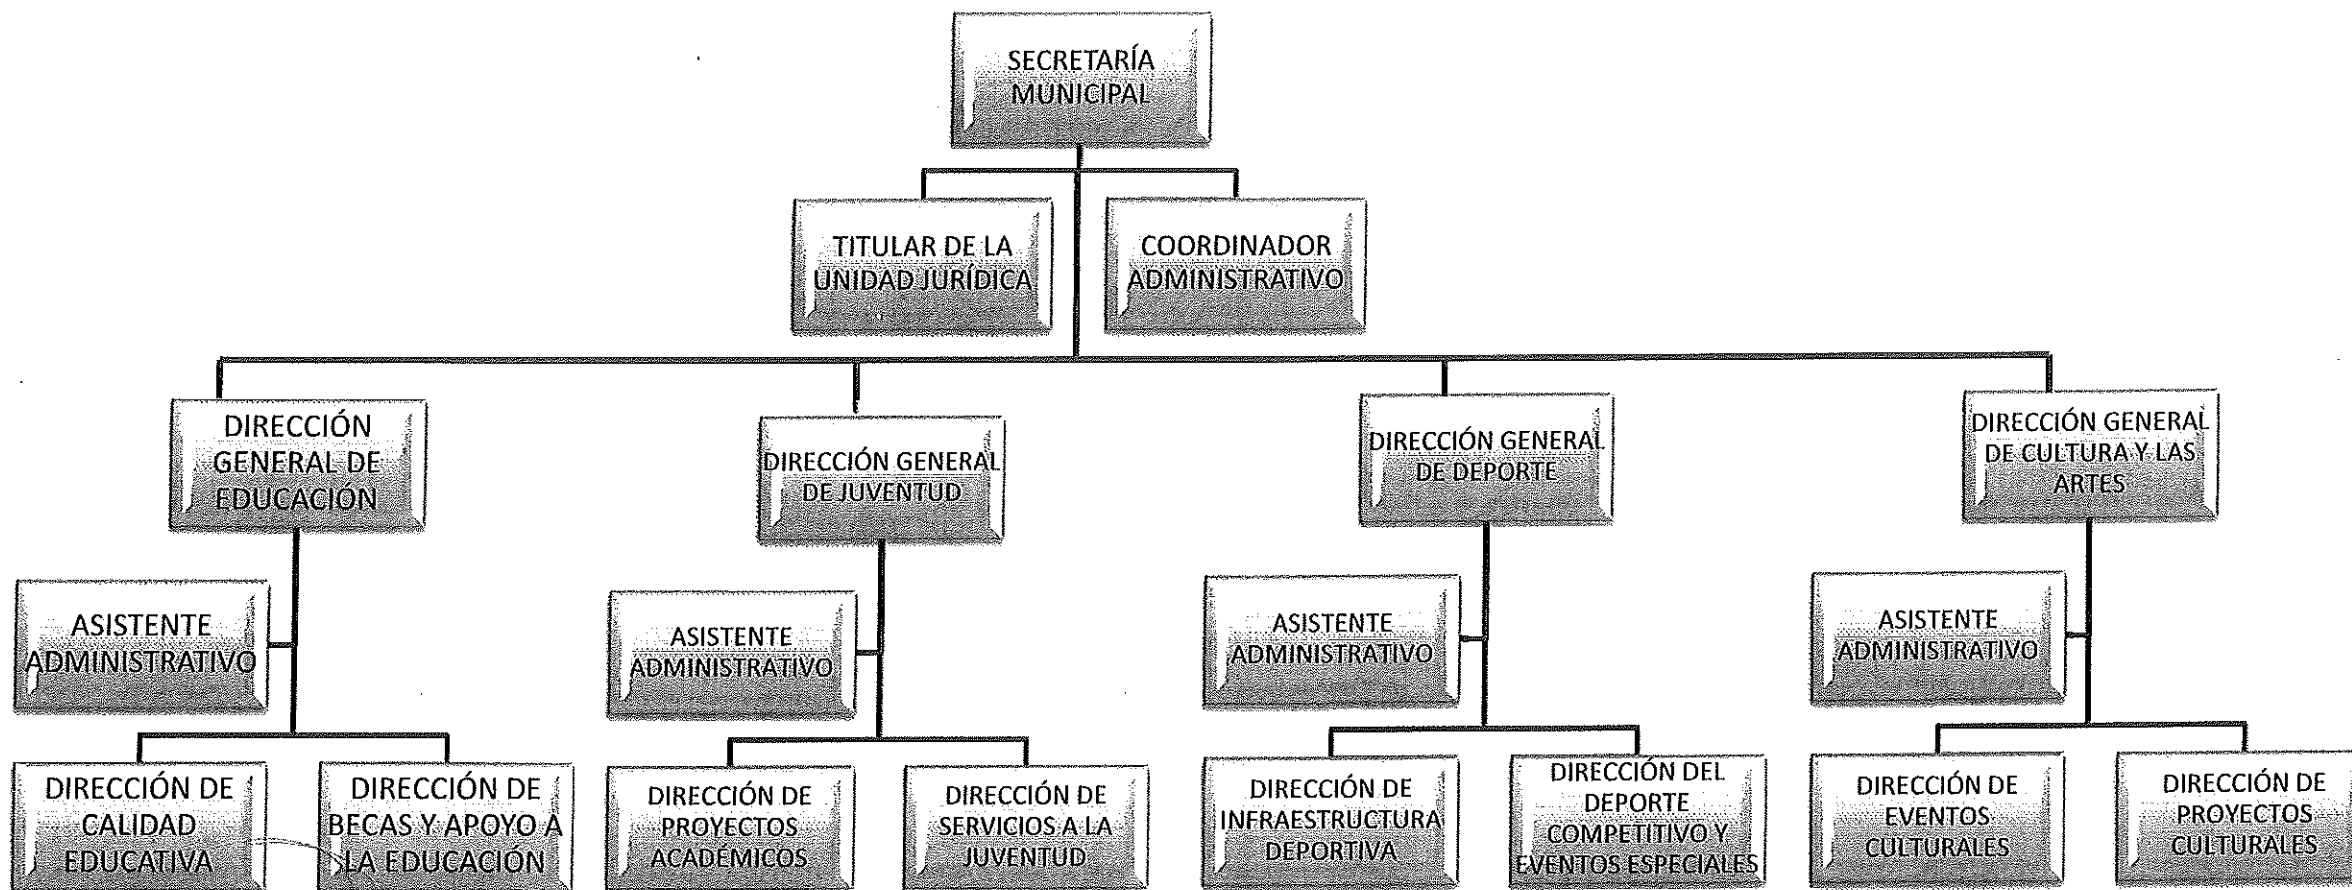 SECRETARÍA
MUNICIPAL
TITULAR DE LA
UNIDAD JURÍDICA
COORDINADOR
ADMINISTRATIVO
DIRECCIÓN
GENERAL DE
EDUCACIÓN
DIRECCIÓN GENERAL
DE JUVENTUD
DIRECCIÓN GENERAL
DE DEPORTE
DIRECCIÓN GENERAL
DE CULTURA Y LAS
ARTES
ASISTENTE
ADMINISTRATIVO
ASISTENTE
ADMINISTRATIVO
ASISTENTE
ADMINISTRATIVO
ASISTENTE
ADMINISTRATIVO
DIRECCIÓN DE
CALIDAD
EDUCATIVA
DIRECCIÓN DE
BECAS Y APOYO A
LA EDUCACIÓN
DIRECCIÓN DE
PROYECTOS
ACADÉMICOS
DIRECCIÓN DE
SERVICIOS A LA
JUVENTUD
DIRECCIÓN DE
INFRAESTRUCTURA
DEPORTIVA
DIRECCIÓN DEL
DEPORTE
COMPETITIVO Y
EVENTOS ESPECIALES
DIRECCIÓN DE
EVENTOS
CULTURALES
DIRECCIÓN DE
PROYECTOS
CULTURALES